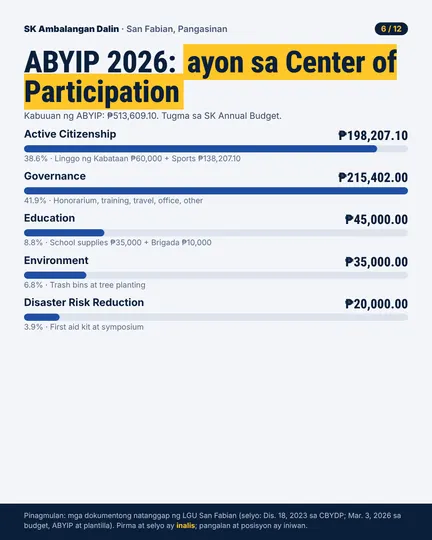 SK Ambalangan Dalin · San Fabian, Pangasinan
6 / 12
ABYIP 2026: ayon sa Center of
Participation
Kabuuan ng ABYIP: ₱513,609.10. Tugma sa SK Annual Budget.
Active Citizenship
₱198,207.10
38.6% · Linggo ng Kabataan ₱60,000 + Sports ₱138,207.10
Governance
₱215,402.00
41.9% · Honorarium, training, travel, office, other
Education
₱45,000.00
8.8% · School supplies ₱35,000 + Brigada ₱10,000
Environment
₱35,000.00
6.8% · Trash bins at tree planting
Disaster Risk Reduction
₱20,000.00
3.9% · First aid kit at symposium
Pinagmulan: mga dokumentong natanggap ng LGU San Fabian (selyo: Dis. 18, 2023 sa CBYDP; Mar. 3, 2026 sa
budget, ABYIP at plantilla). Pirma at selyo ay inalis; pangalan at posisyon ay iniwan.